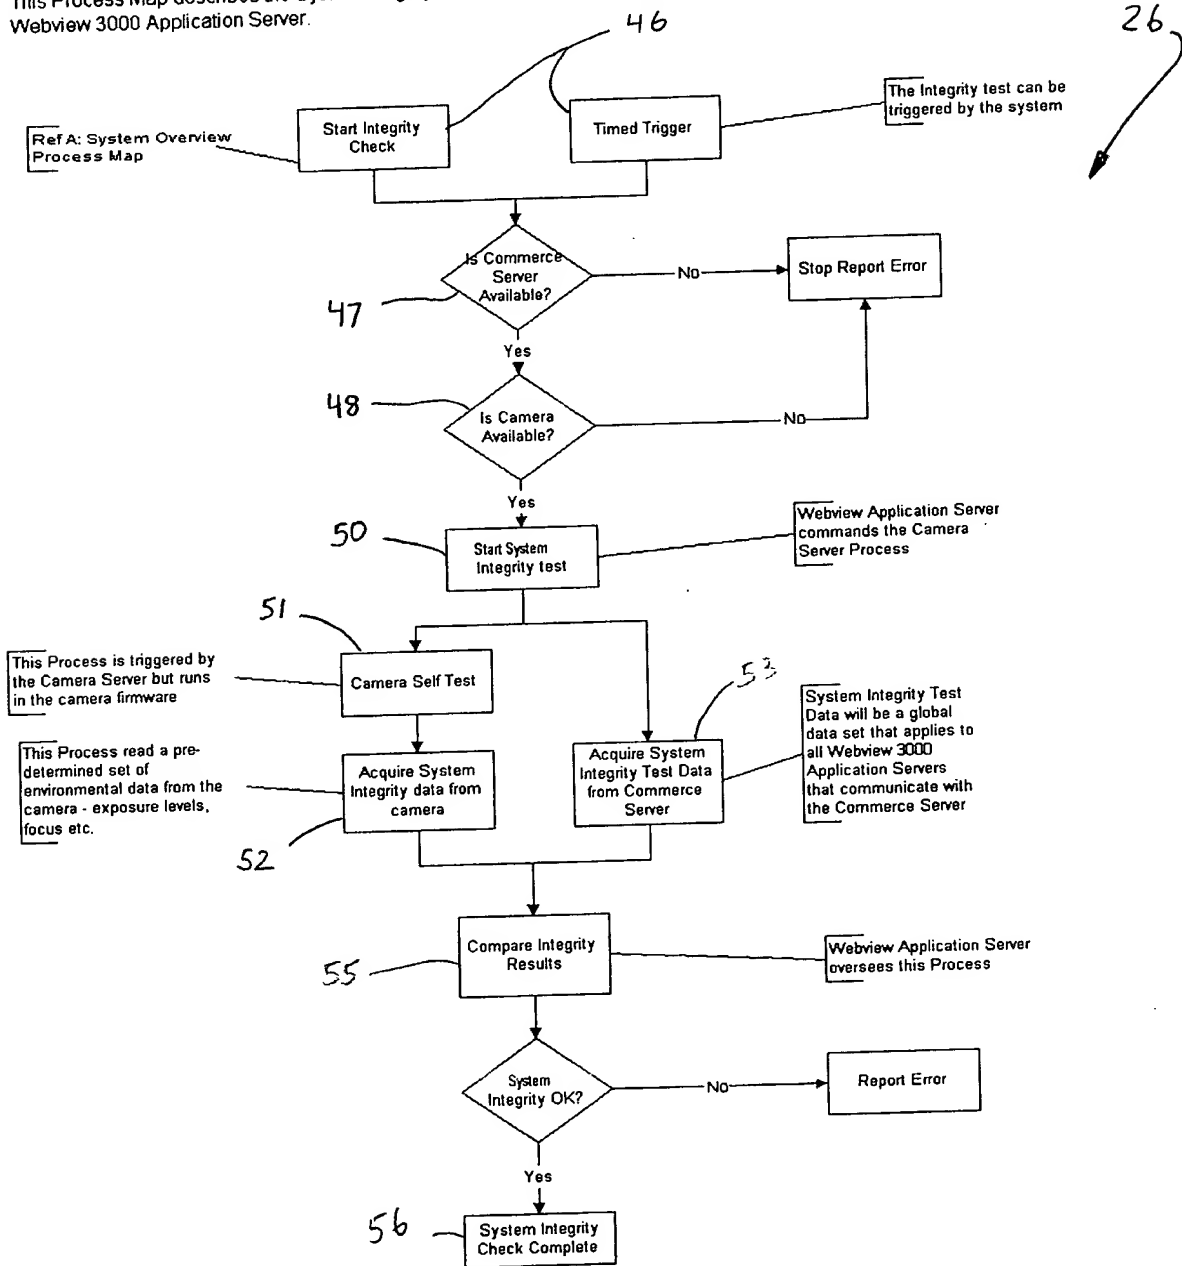 Webview 3000 Application Server.
46
26
Start Integrity
Check
Timed Trigger
The Integrity test can be
triggered by the system
Ref A: System Overview
Process Map
Is Commerce
Server
Available?
No
Stop Report Error
47
Yes
48
Is Camera
Available?
No
Yes
50
Start System
Integrity test
Webview Application Server
commands the Camera
Server Process
51
This Process is triggered by
the Camera Server but runs
in the camera firmware
Camera Self Test
53
System Integrity Test
Data will be a global
data set that applies to
all Webview 3000
Application Servers
that communicate with
the Commerce Server
This Process read a pre-
determined set of
environmental data from the
camera - exposure levels,
focus etc.
Acquire System
Integrity data from
camera
Acquire System
Integrity Test Data
from Commerce
Server
52
Compare Integrity
Results
55
Webview Application Server
oversees this Process
System
Integrity OK?
No
Report Error
Yes
56
System Integrity
Check Complete